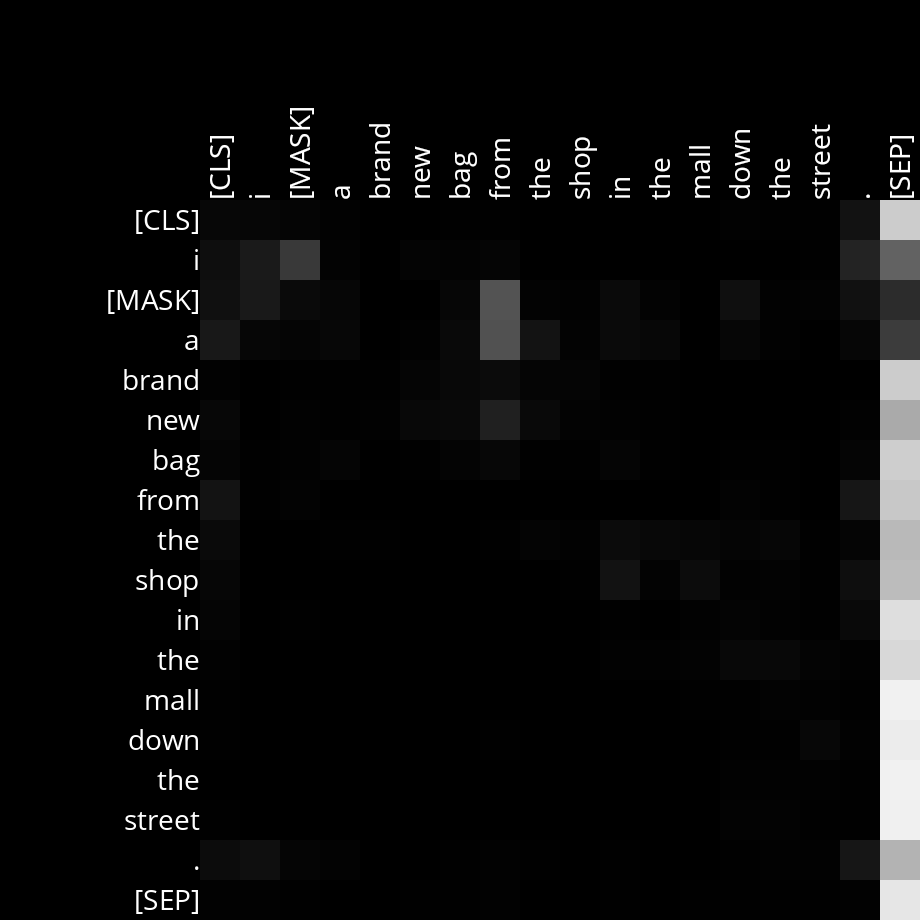 [CLS] i [MASK] a brand new bag from the shop in the mall down the street . [SEP]
[CLS]
i
[MASK]
a
brand
new
bag
from
the
shop
in
the
mall
down
the
street
.
[SEP]